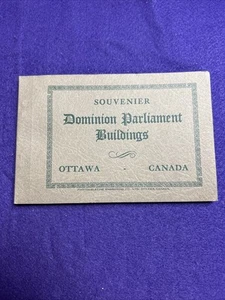 SOUVENIER
Dominion Parliament
Buildings
OTTAWA - CANADA